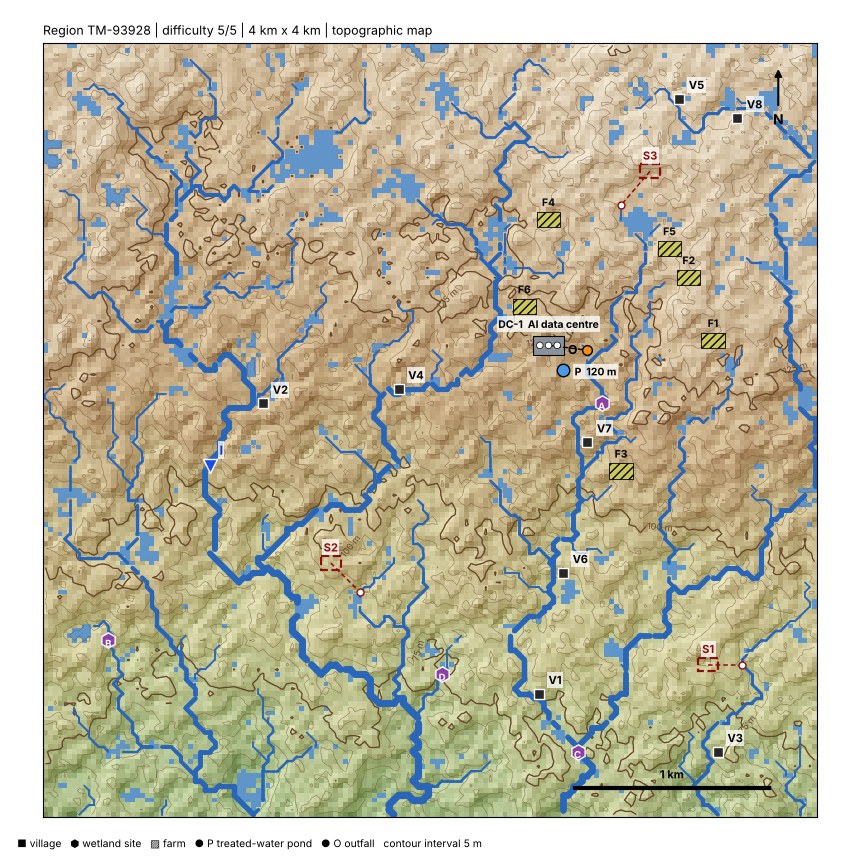 Region TM-93928 | difficulty 5/5 | 4 km x 4 km | topographic map
V5
V8
N
S3
F4
F5
F2
F6
F1
DC-1 AI data centre
O
P 120 m
V4
V2
A
V7
I
F3
100 m
S2
V6
B
S1
D
V1
V3
C
1 km
village wetland site farm P treated-water pond O outfall contour interval 5 m